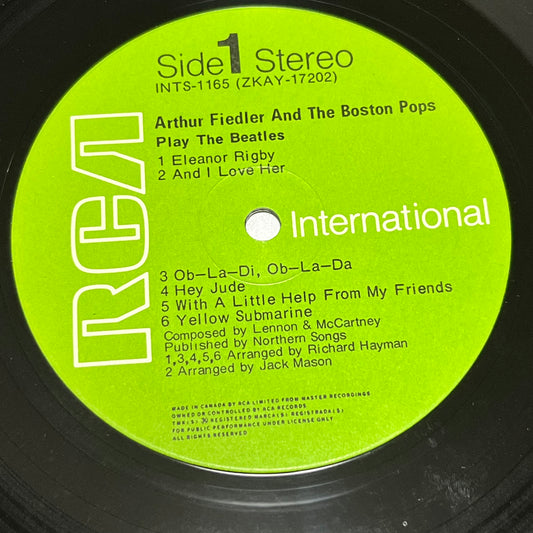 Side 1 Stereo
INTS-1165 (ZKAY-17202)
Arthur Fiedler And The Boston Pops
Play The Beatles
1 Eleanor Rigby
2 And I Love Her
RCA
International
3 Ob-La-Di, Ob-La-Da
4 Hey Jude
5 With A Little Help From My Friends
6 Yellow Submarine
Composed by Lennon & McCartney
Published by Northern Songs
1,3,4,5,6 Arranged by Richard Hayman
2 Arranged by Jack Mason
MADE IN CANADA BY RCA LIMITED FROM MASTER RECORDINGS
OWNED OR CONTROLLED BY RCA RECORDS
TMK(S) REGISTERED MARCA(S) REGISTRADA(S)
FOR PUBLIC PERFORMANCE UNDER LICENSE ONLY
ALL RIGHTS RESERVED